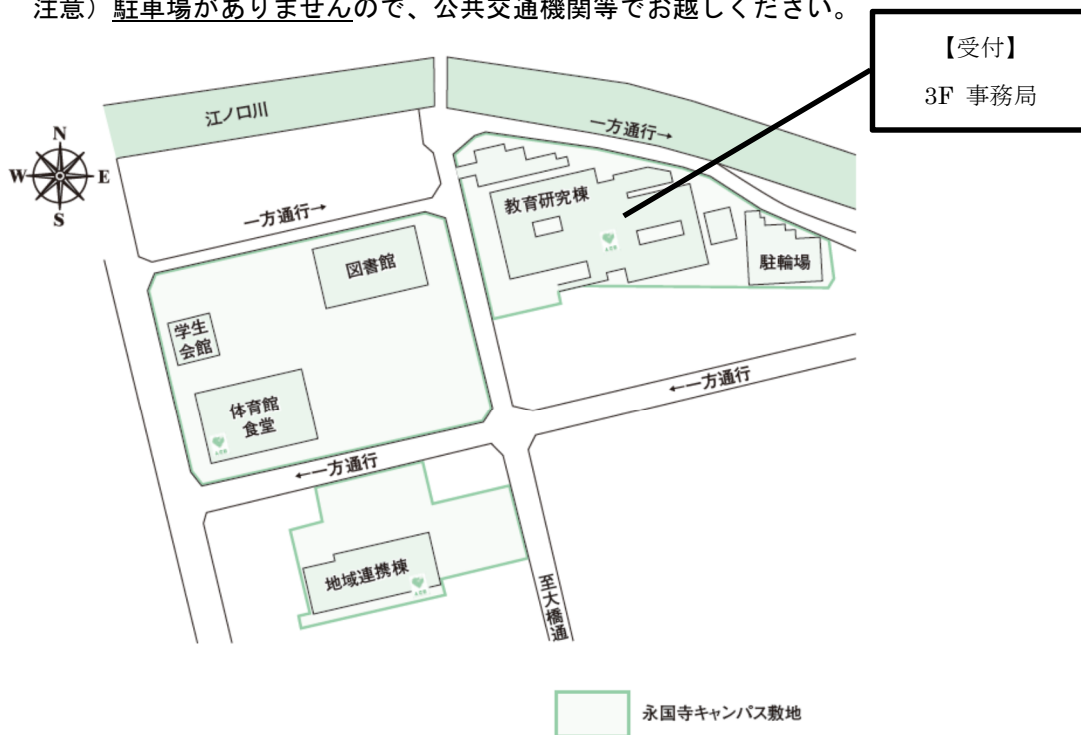 注意）駐車場がありませんので、公共交通機関等でお越しください。
【受付】
3F 事務局
江ノ口川
一方通行→
N
W
E
S
一方通行→
教育研究棟
図書館
駐輪場
学生
会館
←一方通行
体育館
食堂
←一方通行
地域連携棟
至大橋通
永国寺キャンパス敷地